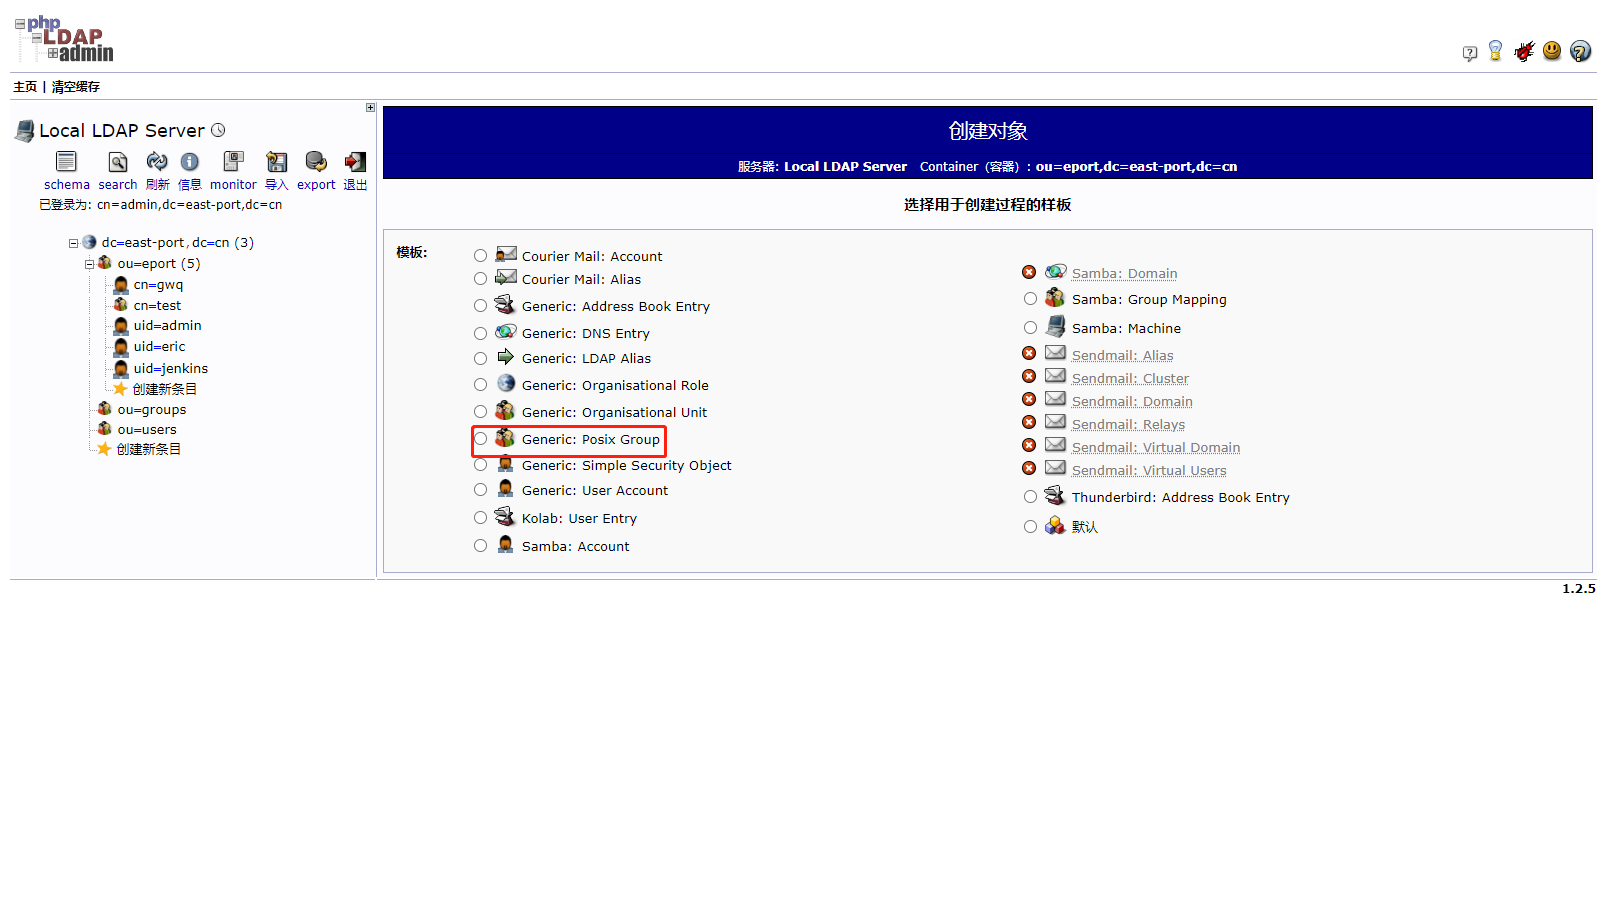 php
LDAP
admin
主页 | 清空缓存
Local LDAP Server
schema search 刷新 信息 monitor 导入 export 退出
已登录为: cn=admin,dc=east-port,dc=cn
dc=east-port,dc=cn (3)
ou=eport (5)
cn=gwq
cn=test
uid=admin
uid=eric
uid=jenkins
创建新条目
ou=groups
ou=users
创建新条目
创建对象
服务器: Local LDAP Server Container (容器) : ou=eport,dc=east-port,dc=cn
选择用于创建过程的样板
模板:
Courier Mail: Account
Courier Mail: Alias
Generic: Address Book Entry
Generic: DNS Entry
Generic: LDAP Alias
Generic: Organisational Role
Generic: Organisational Unit
Generic: Posix Group
Generic: Simple Security Object
Generic: User Account
Kolab: User Entry
Samba: Account
Samba: Domain
Samba: Group Mapping
Samba: Machine
Sendmail: Alias
Sendmail: Cluster
Sendmail: Domain
Sendmail: Relays
Sendmail: Virtual Domain
Sendmail: Virtual Users
Thunderbird: Address Book Entry
默认
1.2.5